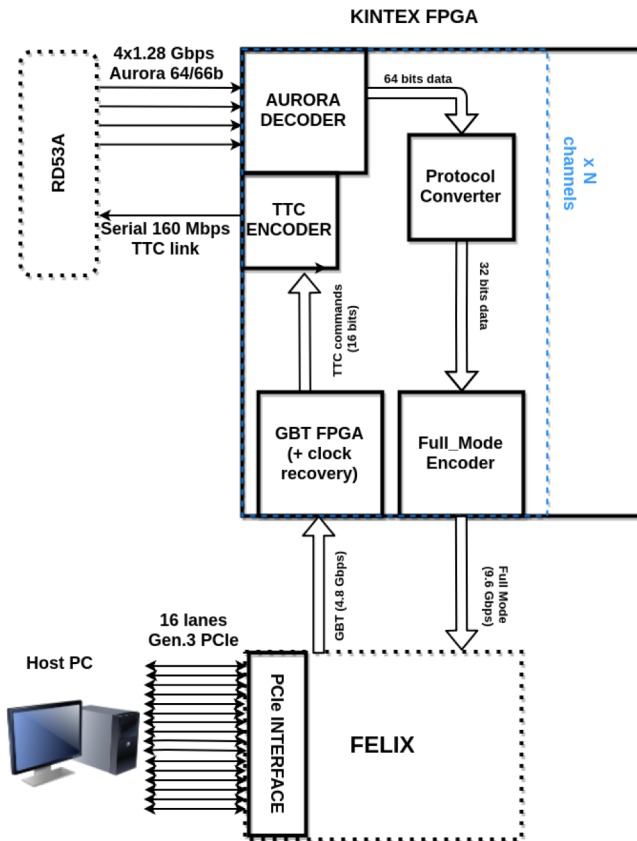 KINTEX FPGA
4x1.28 Gbps
Aurora 64/66b
RD53A
AURORA
DECODER
64 bits data
x N
channels
Protocol
Converter
TTC
ENCODER
Serial 160 Mbps
TTC link
32 bits data
TTC commands
(16 bits)
GBT FPGA
(+ clock
recovery)
Full_Mode
Encoder
GBT (4.8 Gbps)
Full Mode
(9.6 Gbps)
16 lanes
Gen.3 PCIe
Host PC
PCIe INTERFACE
FELIX